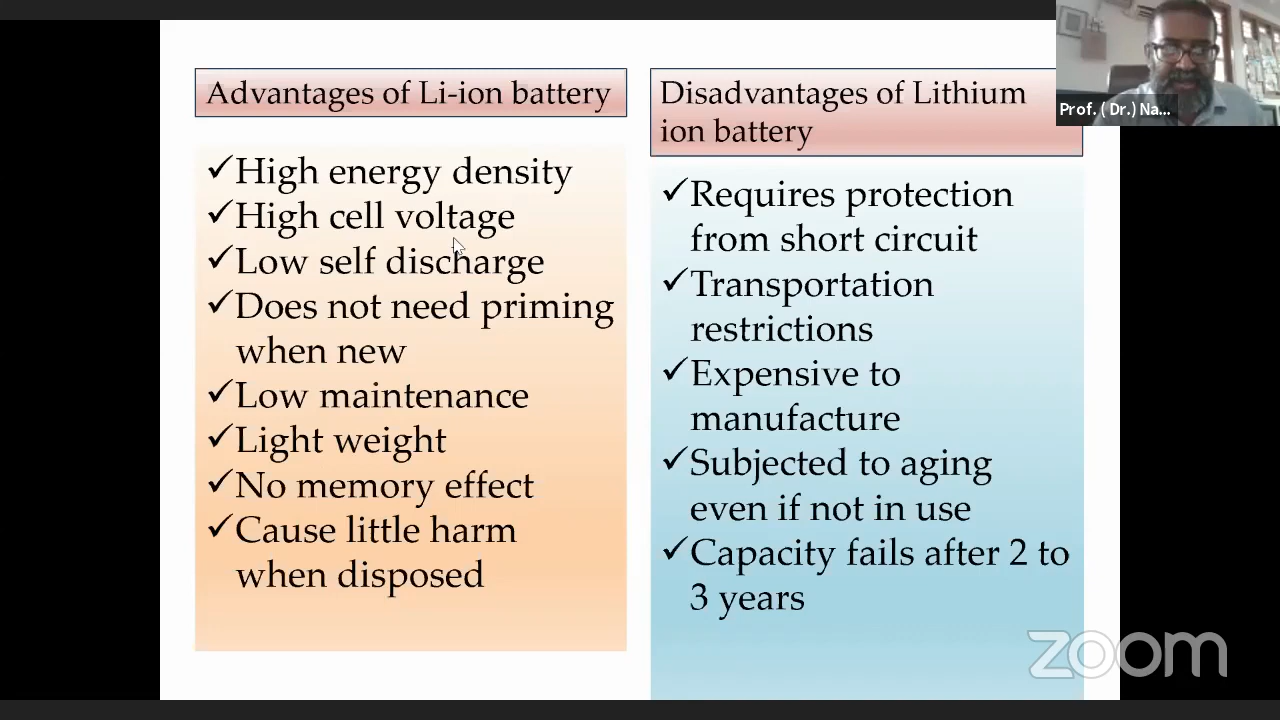 Advantages of Li-ion battery
✓High energy density
✓High cell voltage
✓Low self discharge
✓Does not need priming
when new
✓Low maintenance
✓Light weight
✓No memory effect
✓Cause little harm
when disposed
Disadvantages of Lithium
ion battery
✓Requires protection
from short circuit
✓Transportation
restrictions
✓Expensive to
manufacture
✓Subjected to aging
even if not in use
✓Capacity fails after 2 to
3 years
Prof. ( Dr.) Na...
zoom